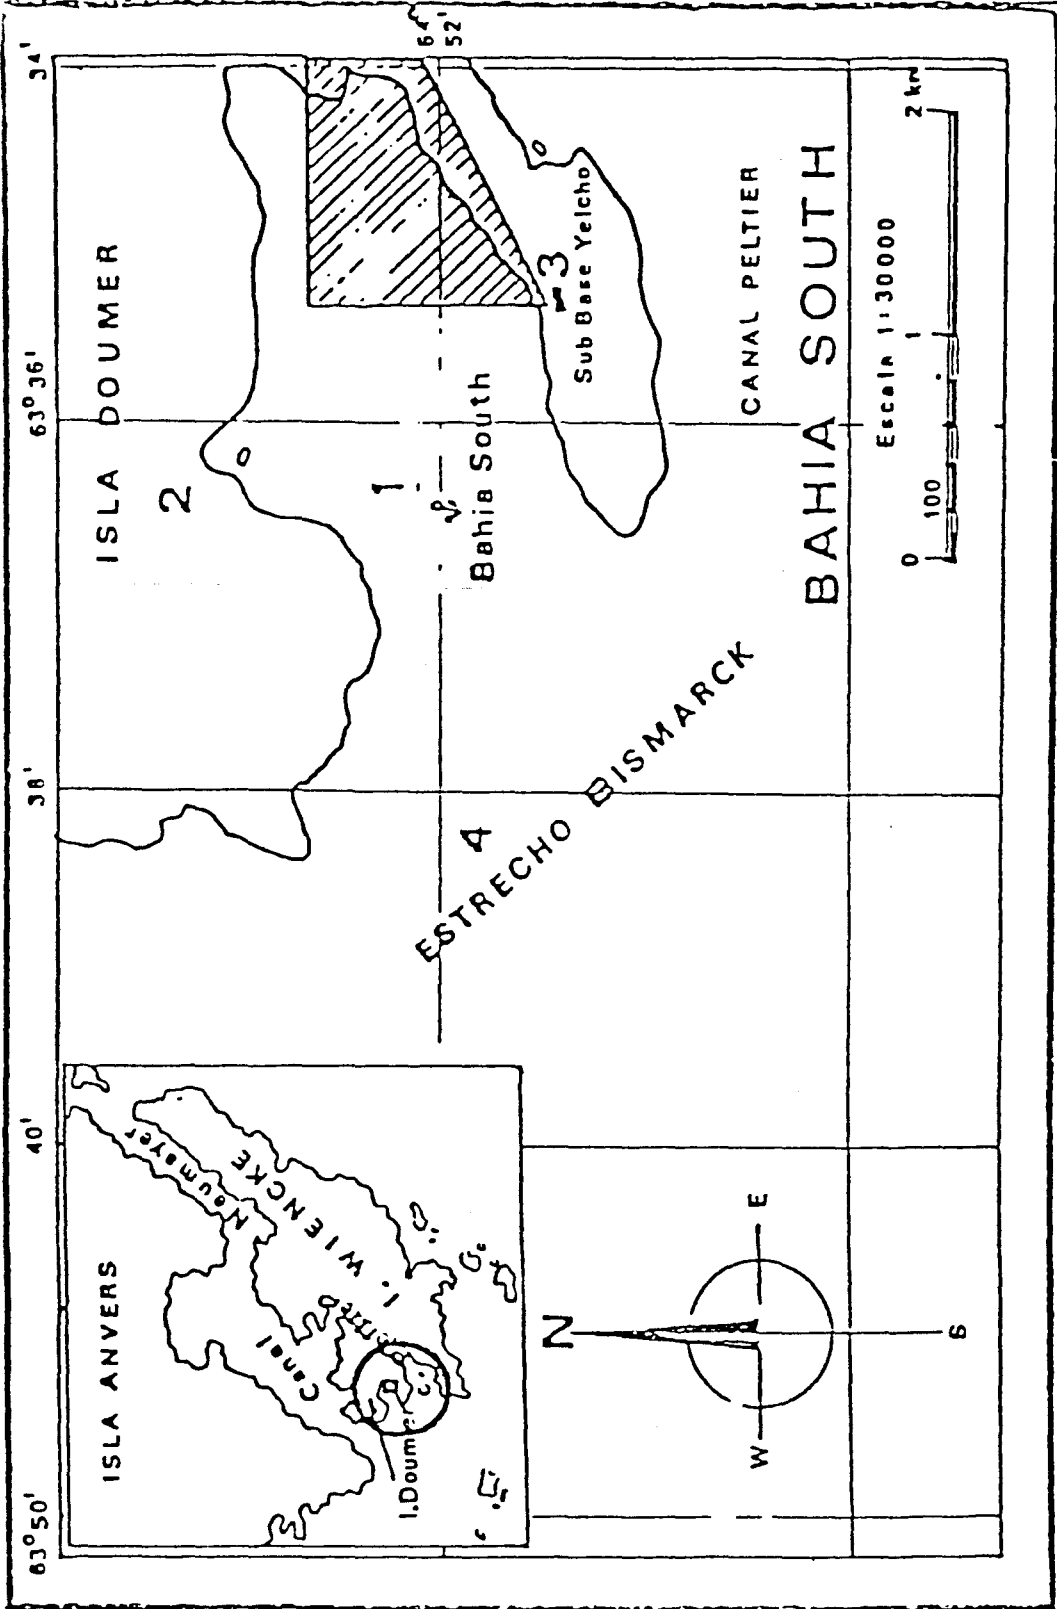 63°50'
40'
38'
63°36'
34'
64°
52'
ISLA ANVERS
Canal
Neumayer
I. WIENCKE
Peltier
I.Doumer
ISLA DOUMER
2
1
Bahia South
3
Sub Base Yelcho
4
ESTRECHO BISMARCK
CANAL PELTIER
BAHIA SOUTH
Escala 1:30000
0
100
1
2 km
N
W
E
S